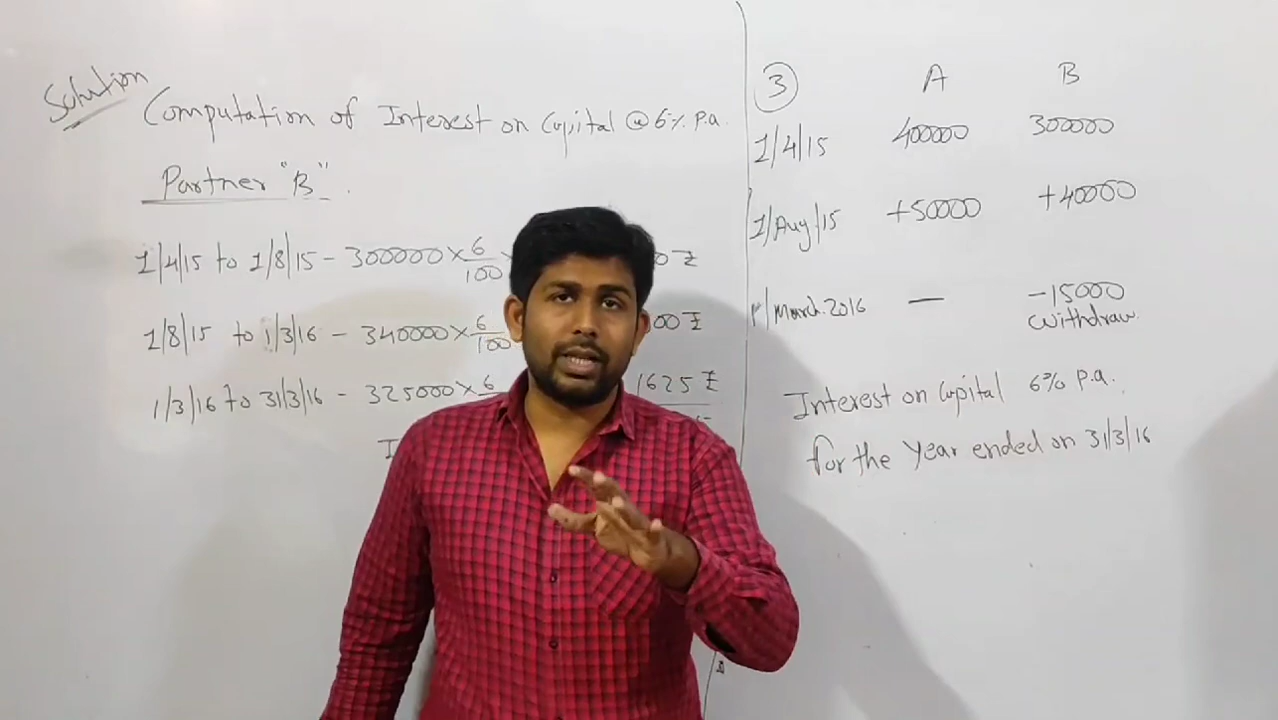 Solution
Computation of Interest on Capital @ 6% p.a.
Partner "B".
1/4/15 to 1/8/15 - 300000 × 6/100
0 ₹
1/8/15 to 1/3/16 - 340000 × 6/100
00 ₹
1/3/16 to 31/3/16 - 325000 × 6
1625 ₹
I
3 A B
1/4/15 400000 300000
1/Aug/15 +50000 +40000
1/March.2016 — -15000
withdraw.
Interest on Capital 6% p.a.
for the year ended on 31/3/16